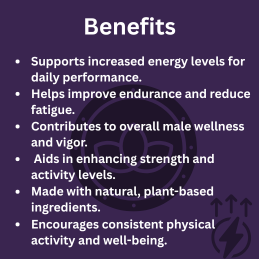 Benefits
• Supports increased energy levels for
daily performance.
• Helps improve endurance and reduce
fatigue.
• Contributes to overall male wellness
and vigor.
• Aids in enhancing strength and
activity levels.
• Made with natural, plant-based
ingredients.
• Encourages consistent physical
activity and well-being.